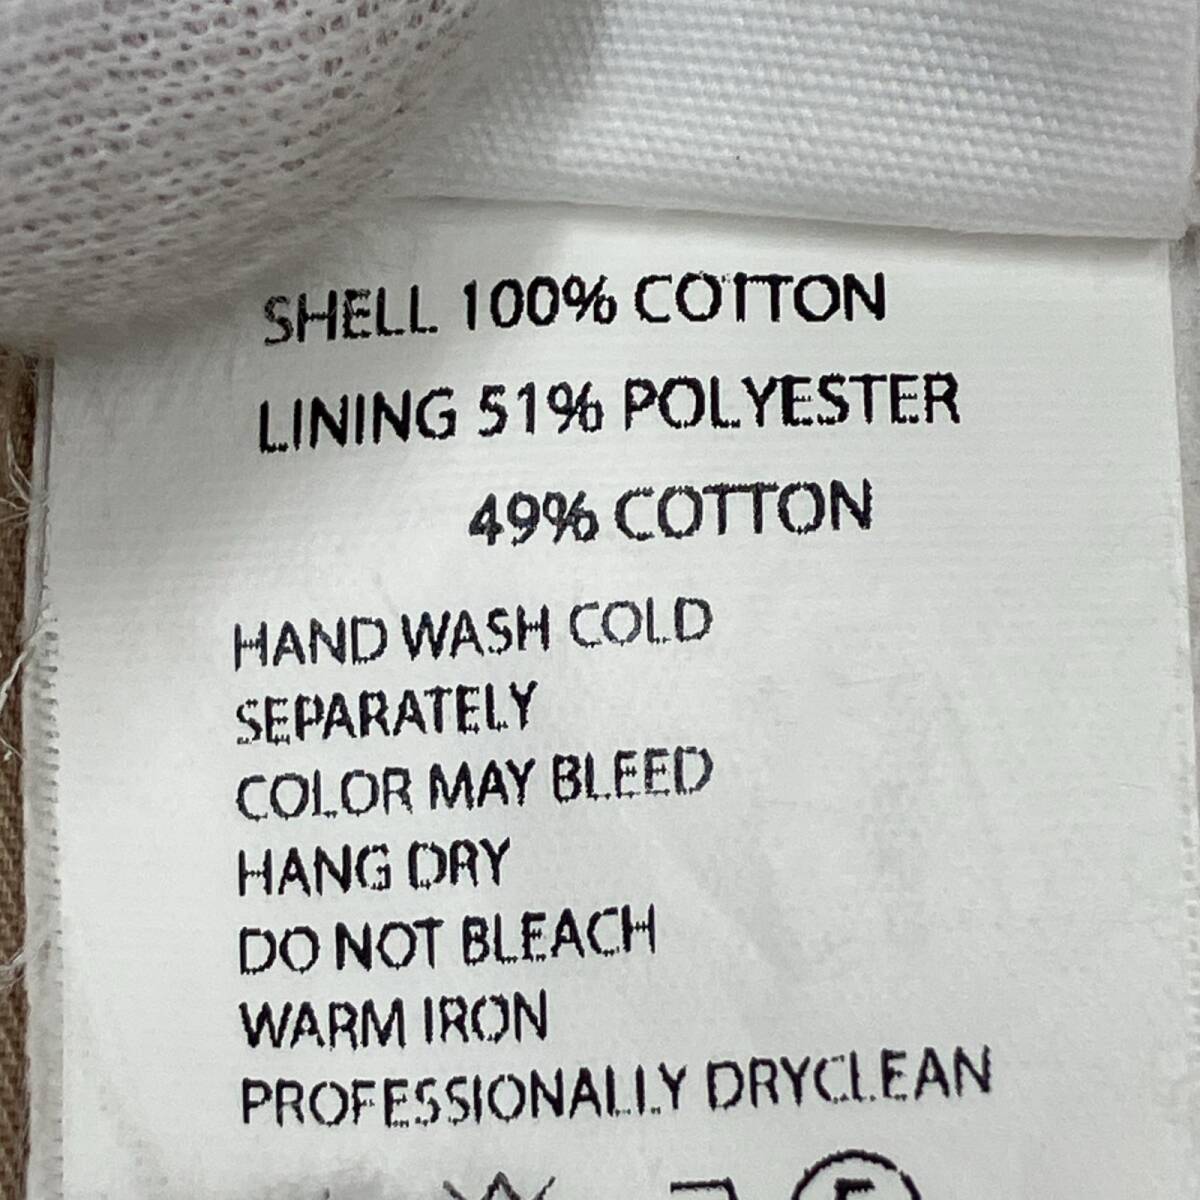 SHELL 100% COTTON
LINING 51% POLYESTER
49% COTTON
HAND WASH COLD
SEPARATELY
COLOR MAY BLEED
HANG DRY
DO NOT BLEACH
WARM IRON
PROFESSIONALLY DRYCLEAN